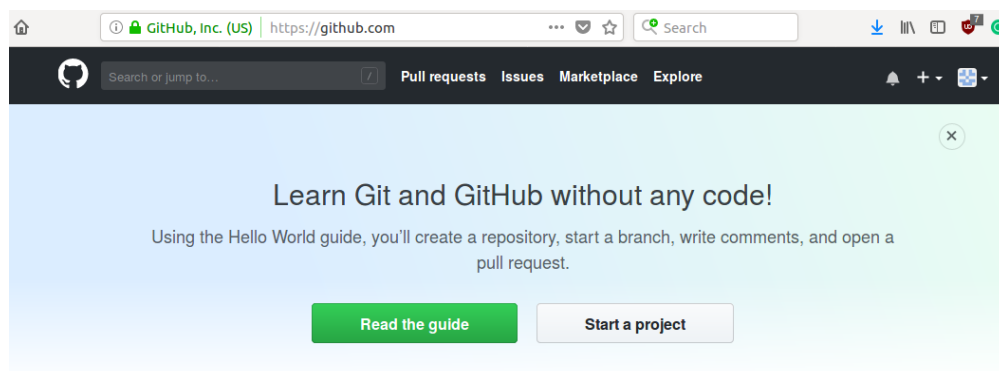 GitHub, Inc. (US) https://github.com Search 7
Search or jump to... / Pull requests Issues Marketplace Explore
Learn Git and GitHub without any code!
Using the Hello World guide, you’ll create a repository, start a branch, write comments, and open a
pull request.
Read the guide Start a project